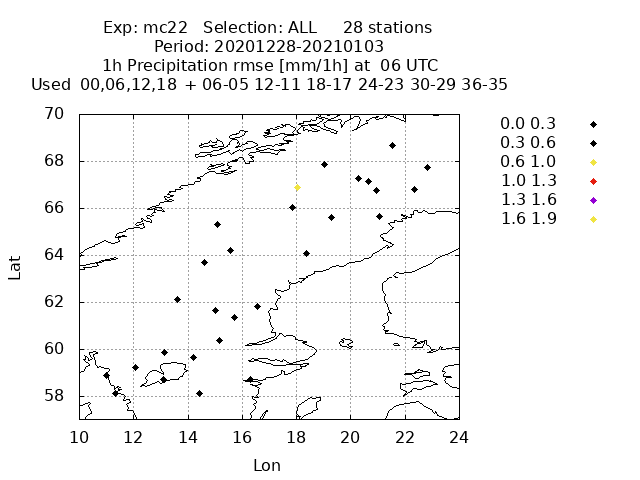 Exp: mc22 Selection: ALL 28 stations
Period: 20201228-20210103
1h Precipitation rmse [mm/1h] at 06 UTC
Used 00,06,12,18 + 06-05 12-11 18-17 24-23 30-29 36-35
0.0 0.3
0.3 0.6
0.6 1.0
1.0 1.3
1.3 1.6
1.6 1.9
70
68
66
64
62
60
58
Lat
10 12 14 16 18 20 22 24
Lon